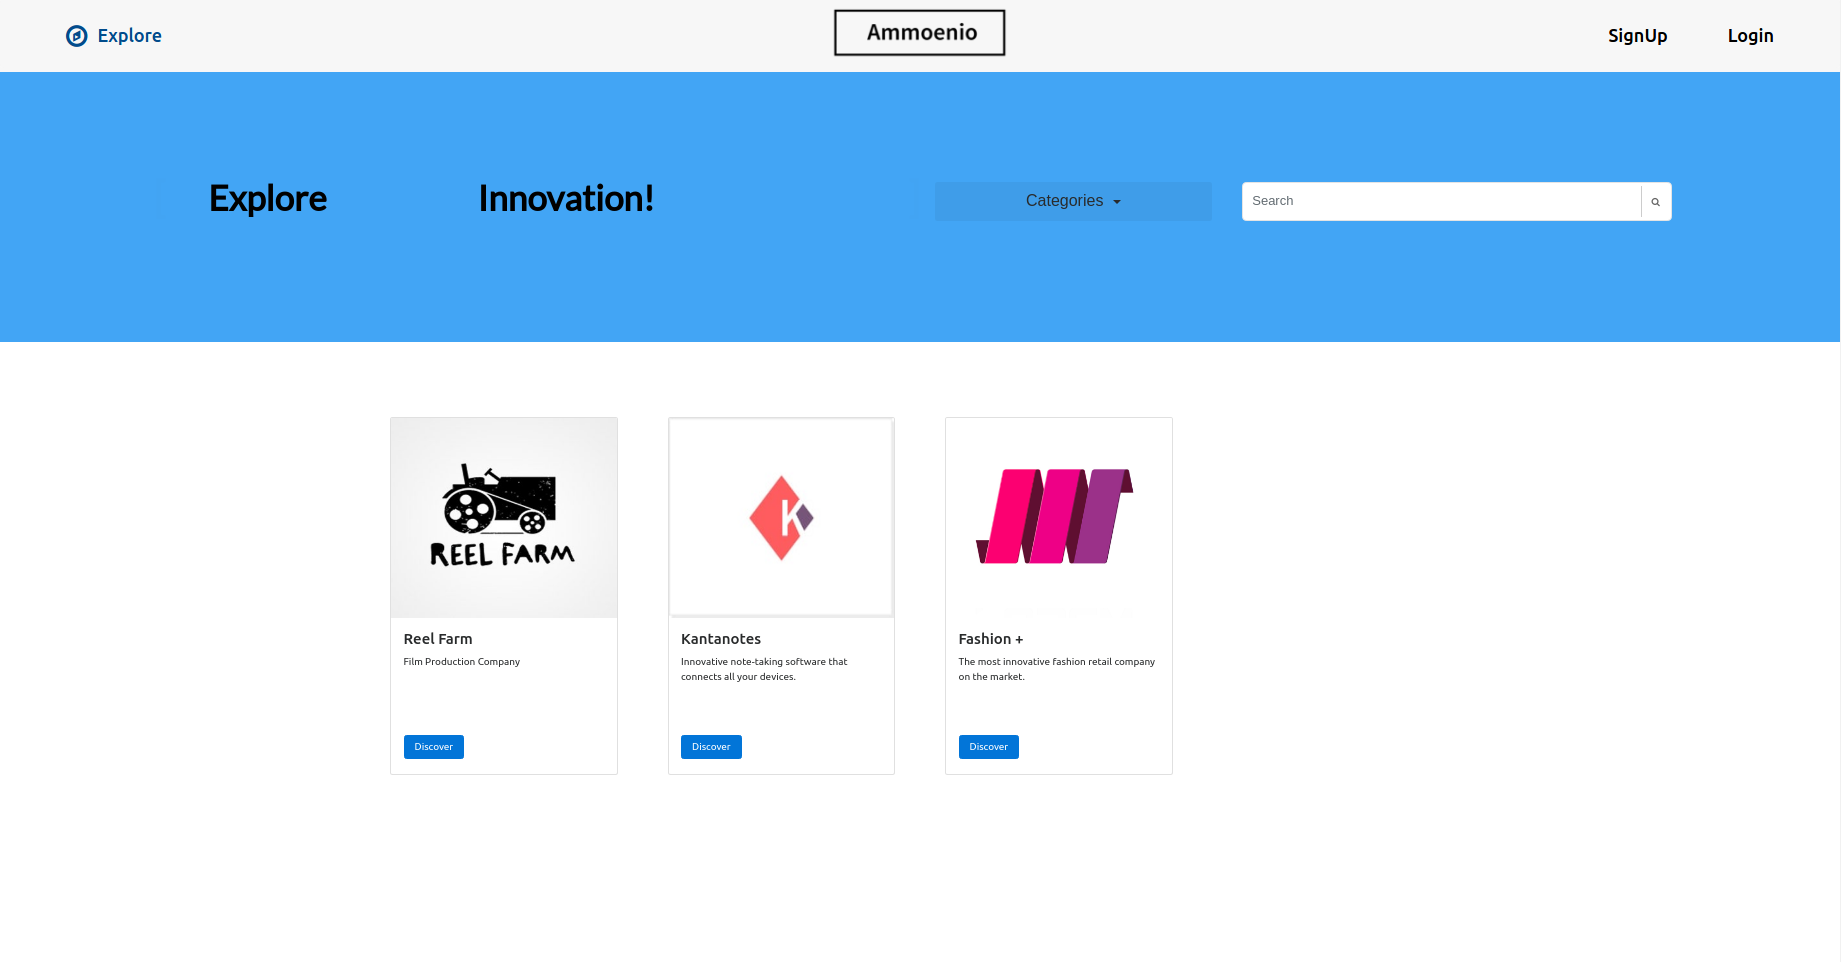 Explore
Ammoenio
SignUp
Login
Explore Innovation!
Categories
Search
REEL FARM
K
Reel Farm
Film Production Company
Discover
Kantanotes
Innovative note-taking software that
connects all your devices.
Discover
Fashion +
The most innovative fashion retail company
on the market.
Discover